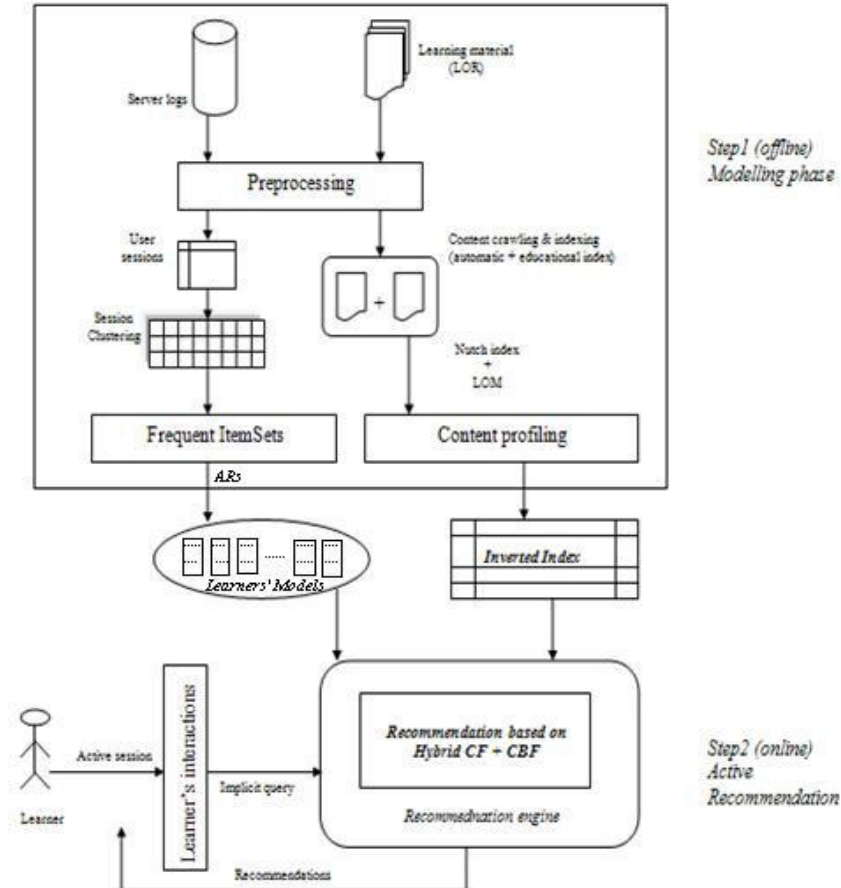 Learning material
(LOR)
Server logs
Step1 (offline)
Modelling phase
Preprocessing
User
sessions
Content crawling & indexing
(automatic + educational index)
+
Session
Clustering
Nutch index
+
LOM
Frequent ItemSets
Content profiling
ARs
......
Learners' Models
Inverted Index
Learner's interactions
Recommendation based on
Hybrid CF + CBF
Step2 (online)
Active
Recommendation
Active session
Implicit query
Learner
Recommednation engine
Recommendations